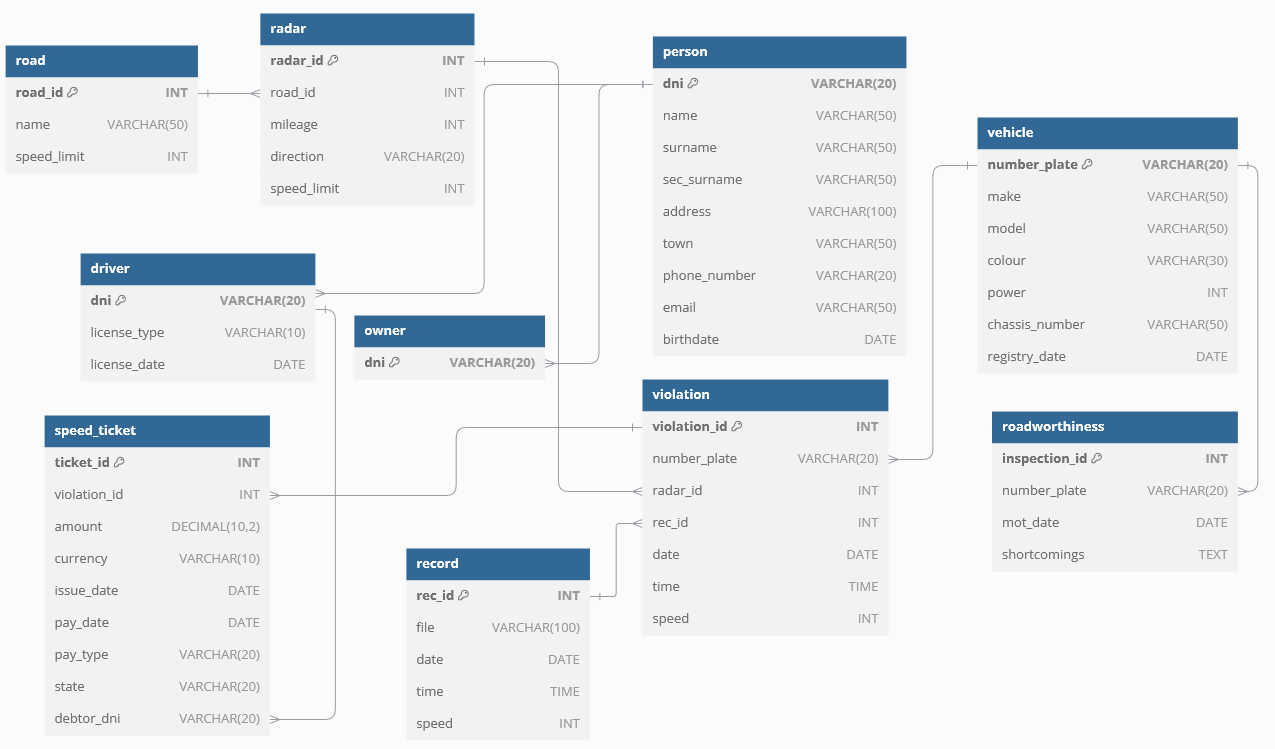 road
road_id INT
name VARCHAR(50)
speed_limit INT
radar
radar_id INT
road_id INT
mileage INT
direction VARCHAR(20)
speed_limit INT
person
dni VARCHAR(20)
name VARCHAR(50)
surname VARCHAR(50)
sec_surname VARCHAR(50)
address VARCHAR(100)
town VARCHAR(50)
phone_number VARCHAR(20)
email VARCHAR(50)
birthdate DATE
vehicle
number_plate VARCHAR(20)
make VARCHAR(50)
model VARCHAR(50)
colour VARCHAR(30)
power INT
chassis_number VARCHAR(50)
registry_date DATE
driver
dni VARCHAR(20)
license_type VARCHAR(10)
license_date DATE
owner
dni VARCHAR(20)
violation
violation_id INT
number_plate VARCHAR(20)
radar_id INT
rec_id INT
date DATE
time TIME
speed INT
roadworthiness
inspection_id INT
number_plate VARCHAR(20)
mot_date DATE
shortcomings TEXT
speed_ticket
ticket_id INT
violation_id INT
amount DECIMAL(10,2)
currency VARCHAR(10)
issue_date DATE
pay_date DATE
pay_type VARCHAR(20)
state VARCHAR(20)
debtor_dni VARCHAR(20)
record
rec_id INT
file VARCHAR(100)
date DATE
time TIME
speed INT